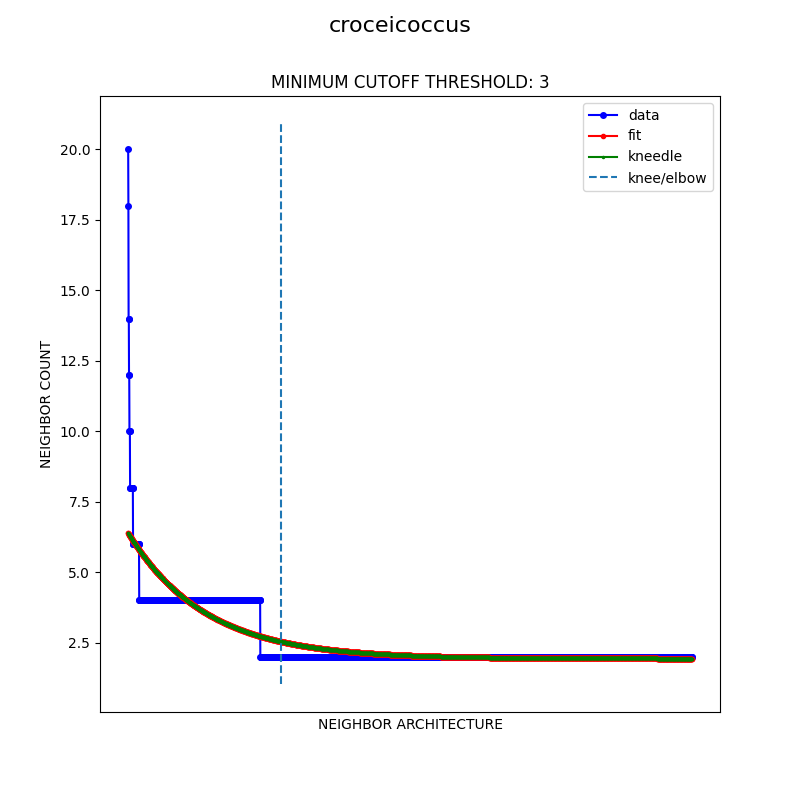 croceicoccus
MINIMUM CUTOFF THRESHOLD: 3
data
fit
kneedle
knee/elbow
20.0
17.5
15.0
12.5
10.0
7.5
5.0
2.5
NEIGHBOR COUNT
NEIGHBOR ARCHITECTURE